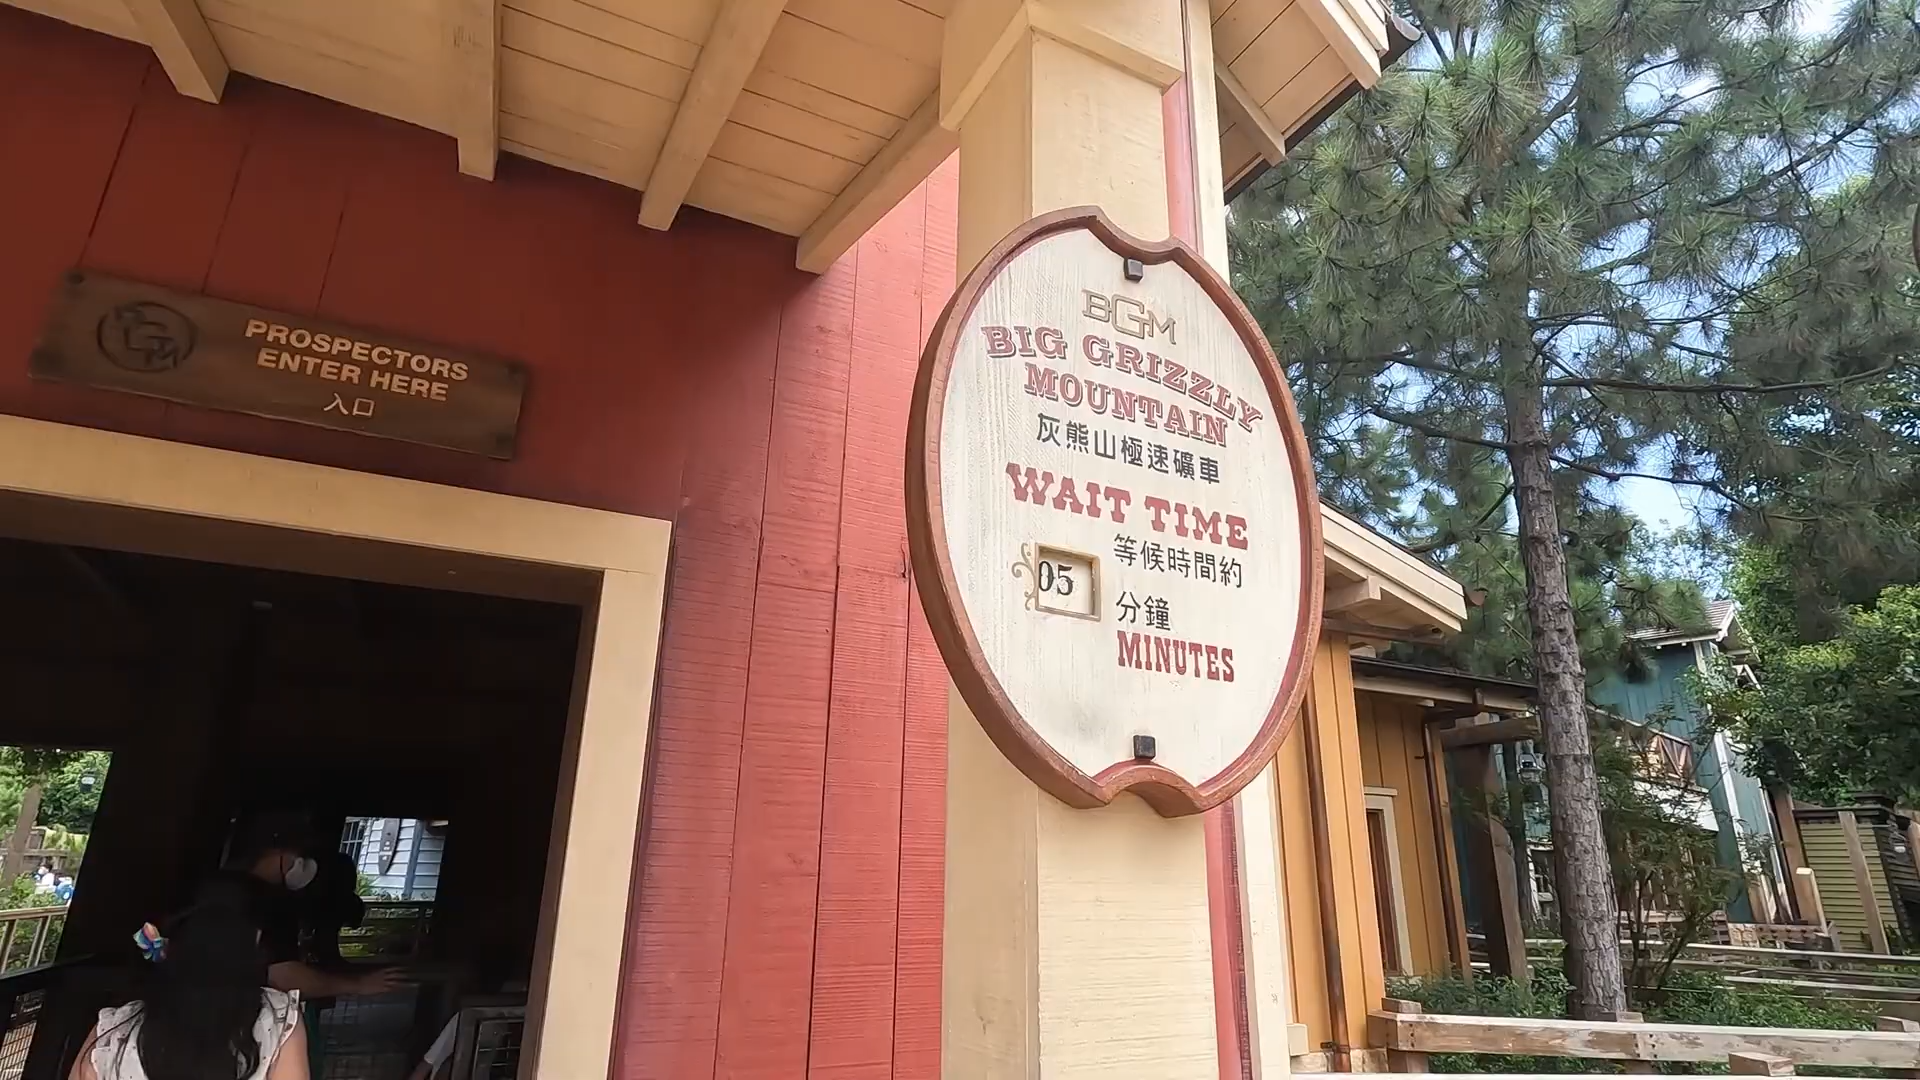 PROSPECTORS
ENTER HERE
入口
BGM
BIG GRIZZLY
MOUNTAIN
灰熊山極速礦車
WAIT TIME
等候時間約
05
分鐘
MINUTES